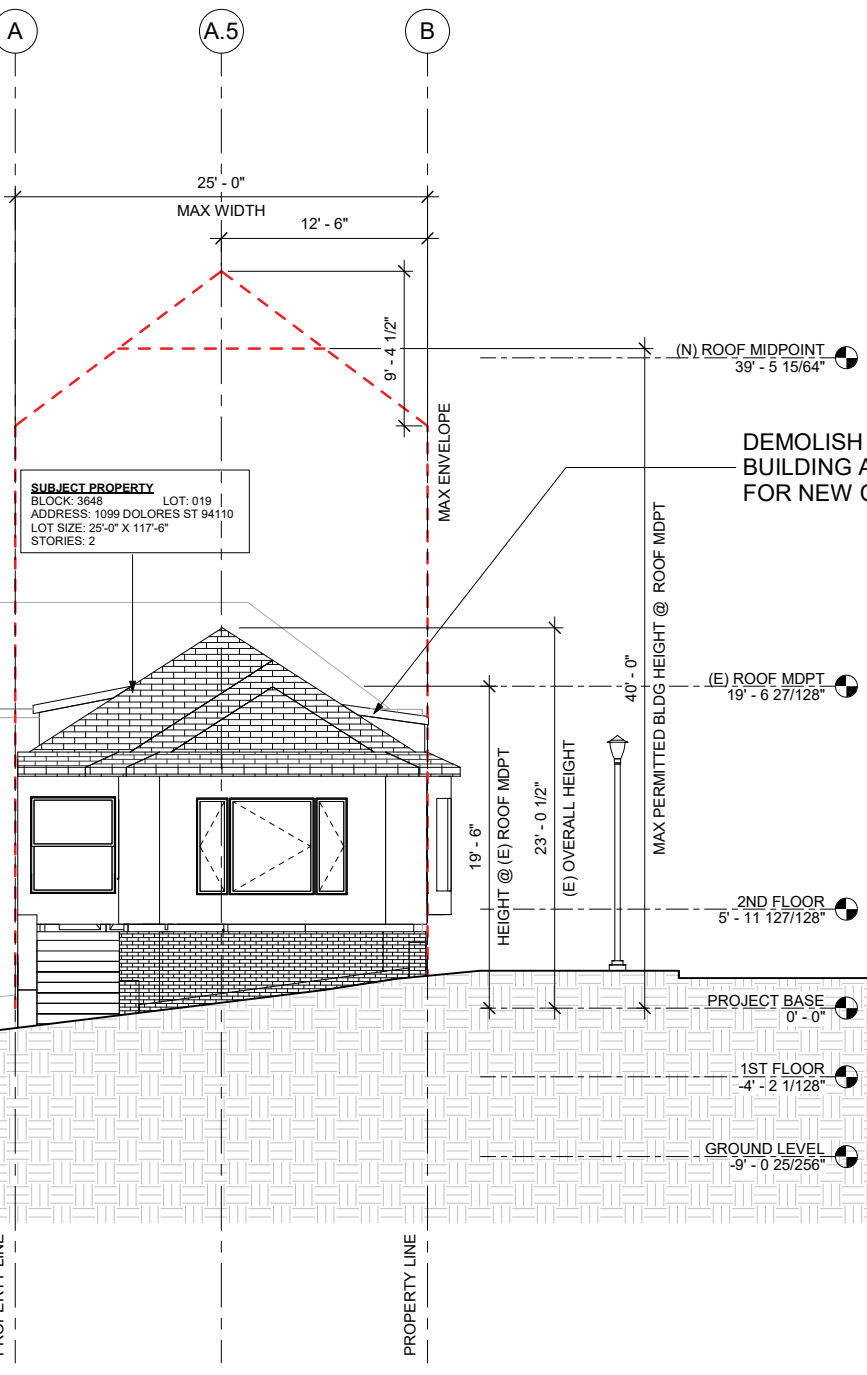 A
A.5
B
25' - 0"
MAX WIDTH
12' - 6"
9' - 4 1/2"
(N) ROOF MIDPOINT
39' - 5 15/64"
MAX ENVELOPE
DEMOLISH
BUILDING A
FOR NEW
SUBJECT PROPERTY
BLOCK: 3648 LOT: 019
ADDRESS: 1099 DOLORES ST 94110
LOT SIZE: 25'-0" X 117'-6"
STORIES: 2
40' - 0"
MAX PERMITTED BLDG HEIGHT @ ROOF MDPT
(E) ROOF MDPT
19' - 6 27/128"
19' - 6"
HEIGHT @ (E) ROOF MDPT
23' - 0 1/2"
(E) OVERALL HEIGHT
2ND FLOOR
5' - 11 127/128"
PROJECT BASE
0' - 0"
1ST FLOOR
-4' - 2 1/128"
GROUND LEVEL
-9' - 0 25/256"
PROPERTY LINE
PROPERTY LINE